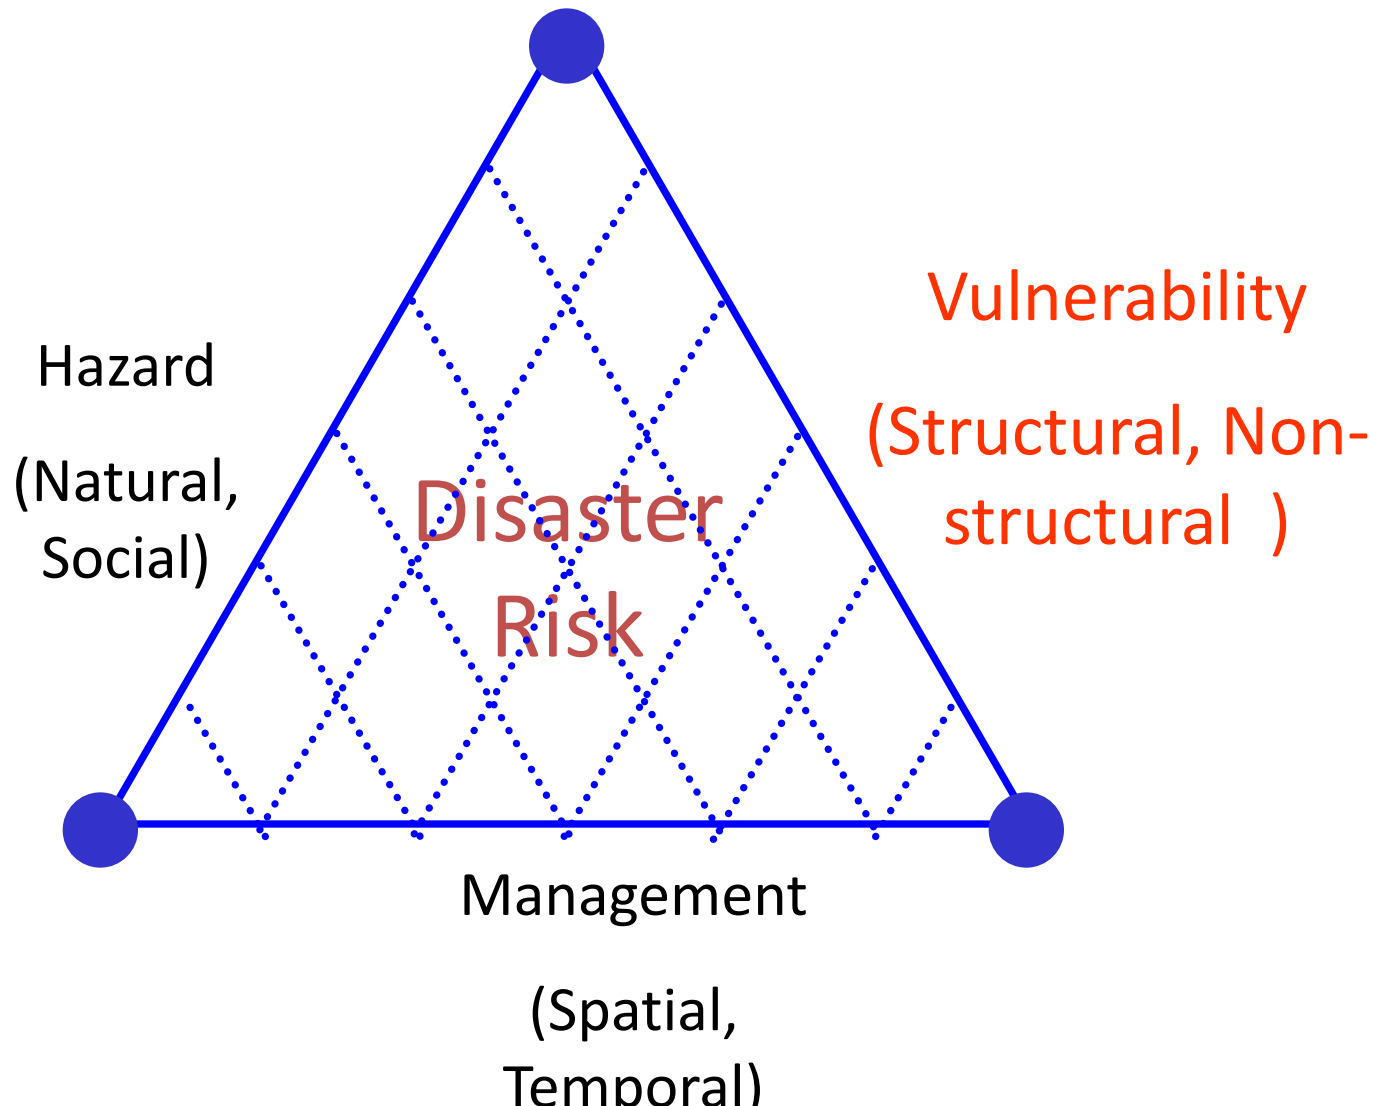 Hazard
(Natural,
Social)
Vulnerability
(Structural, Non-
structural  )
Disaster
Risk
Management
(Spatial,
Temporal)